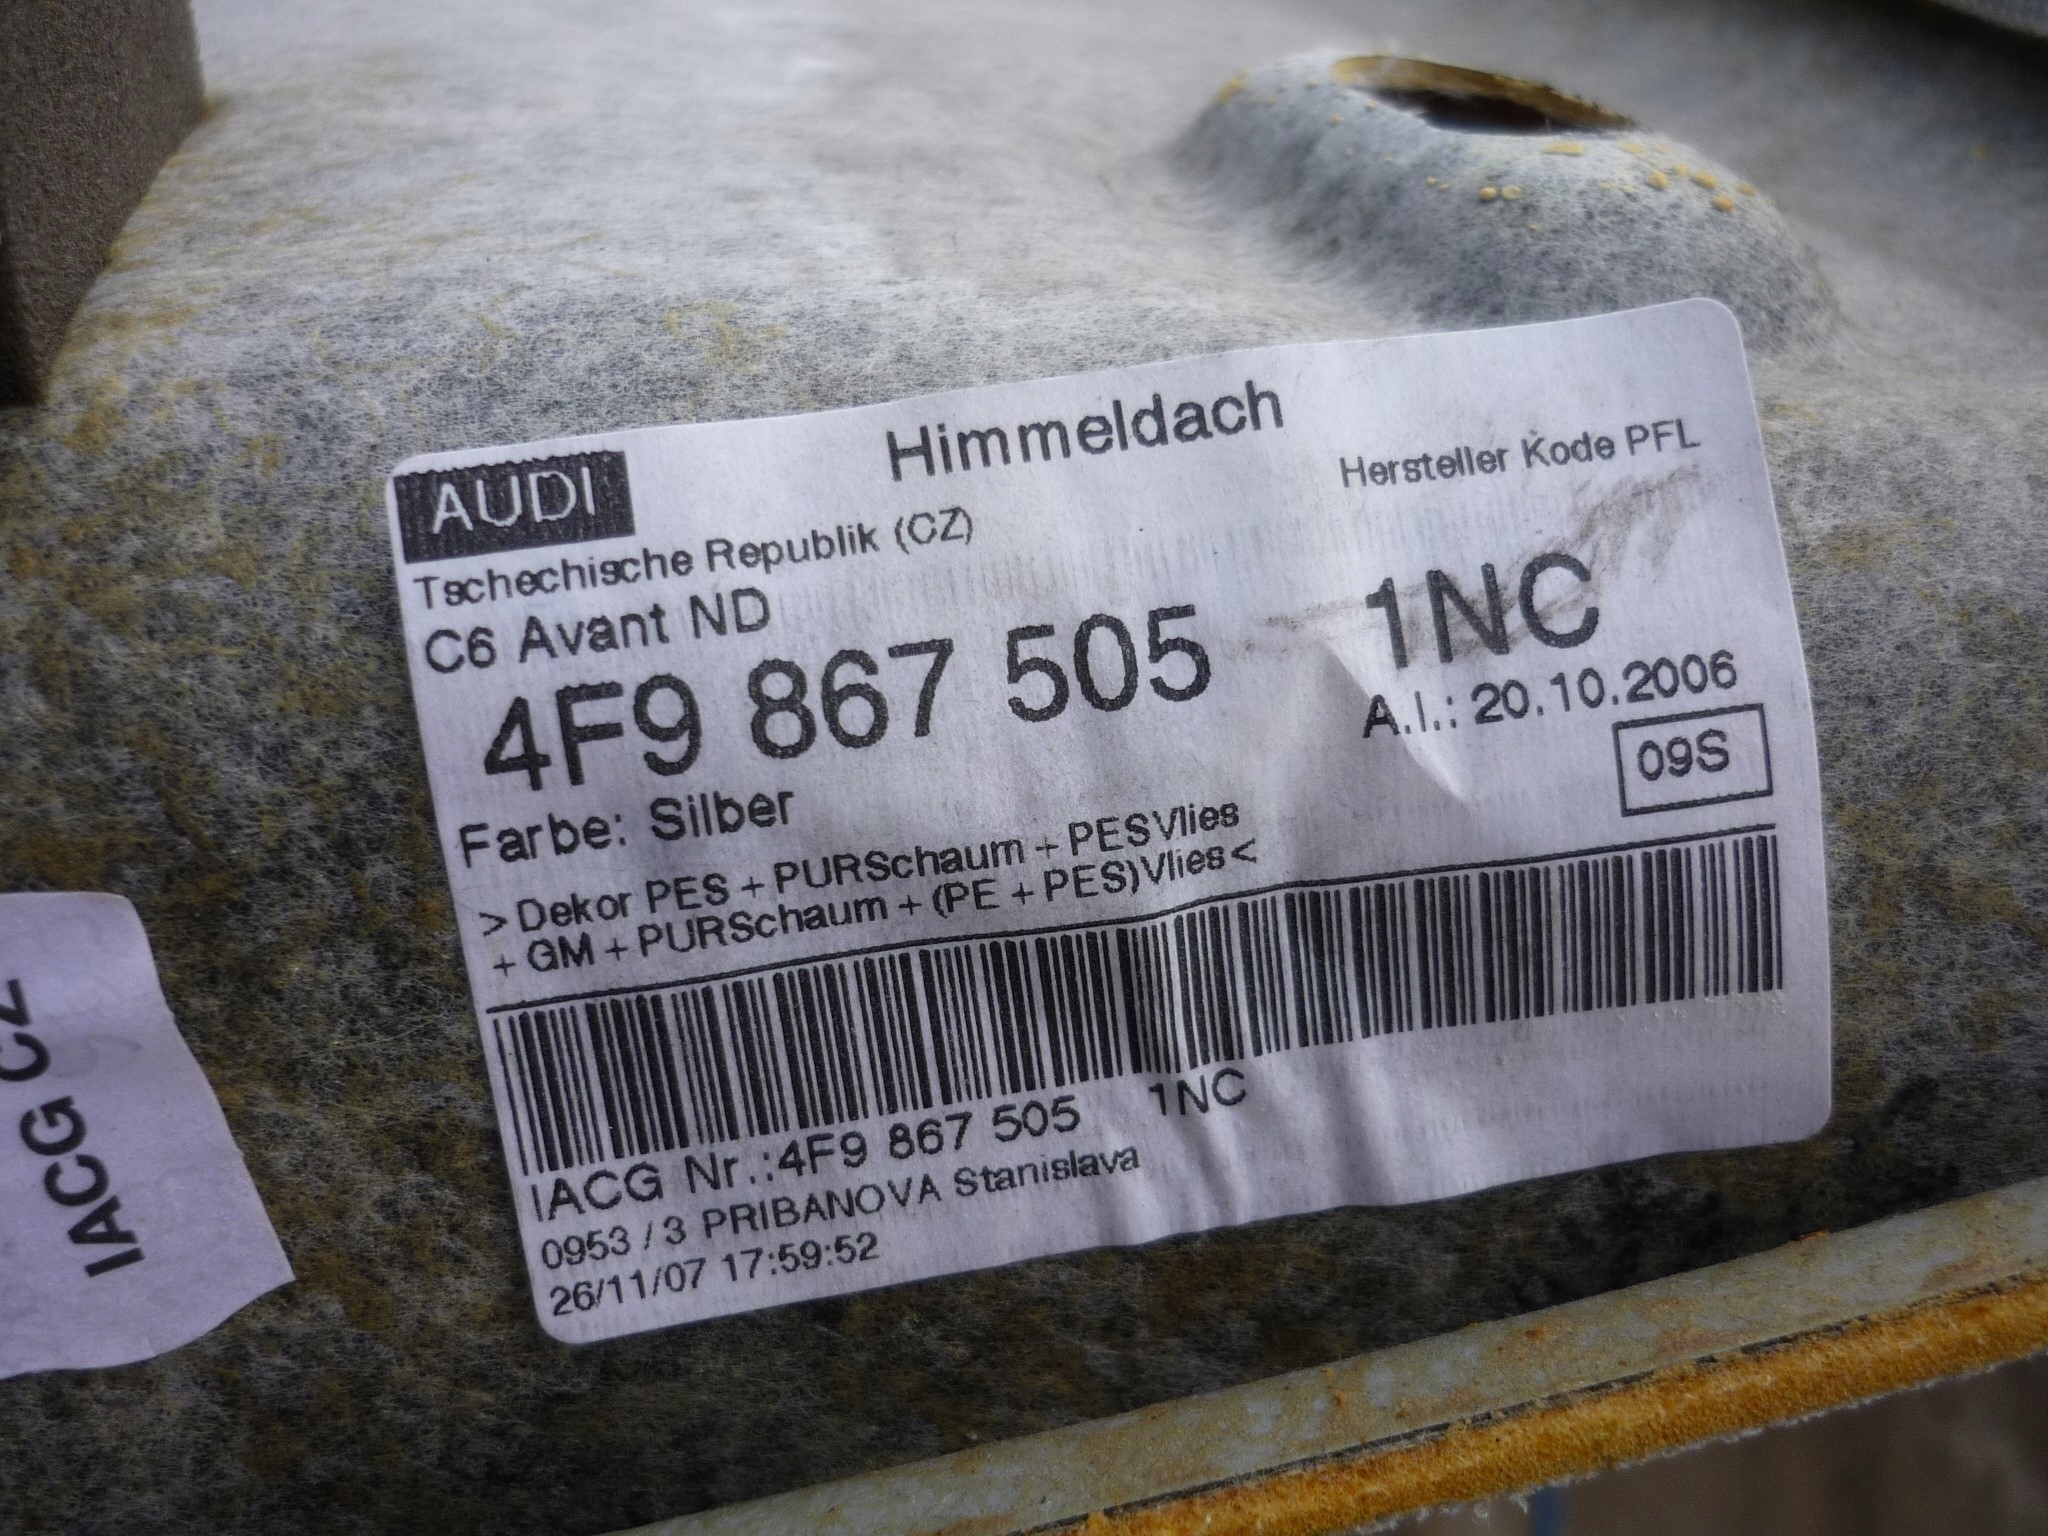 AUDI
Himmeldach
Hersteller Kode PFL
Tschechische Republik (CZ)
C6 Avant ND
4F9 867 505 1NC
A.I.: 20.10.2006
09S
Farbe: Silber
> Dekor PES + PURSchaum + PESVlies
+ GM + PURSchaum + (PE + PES)Vlies<
IACG Nr.:4F9 867 505 1NC
0953 / 3 PRIBANOVA Stanislava
26/11/07 17:59:52
IACG CZ